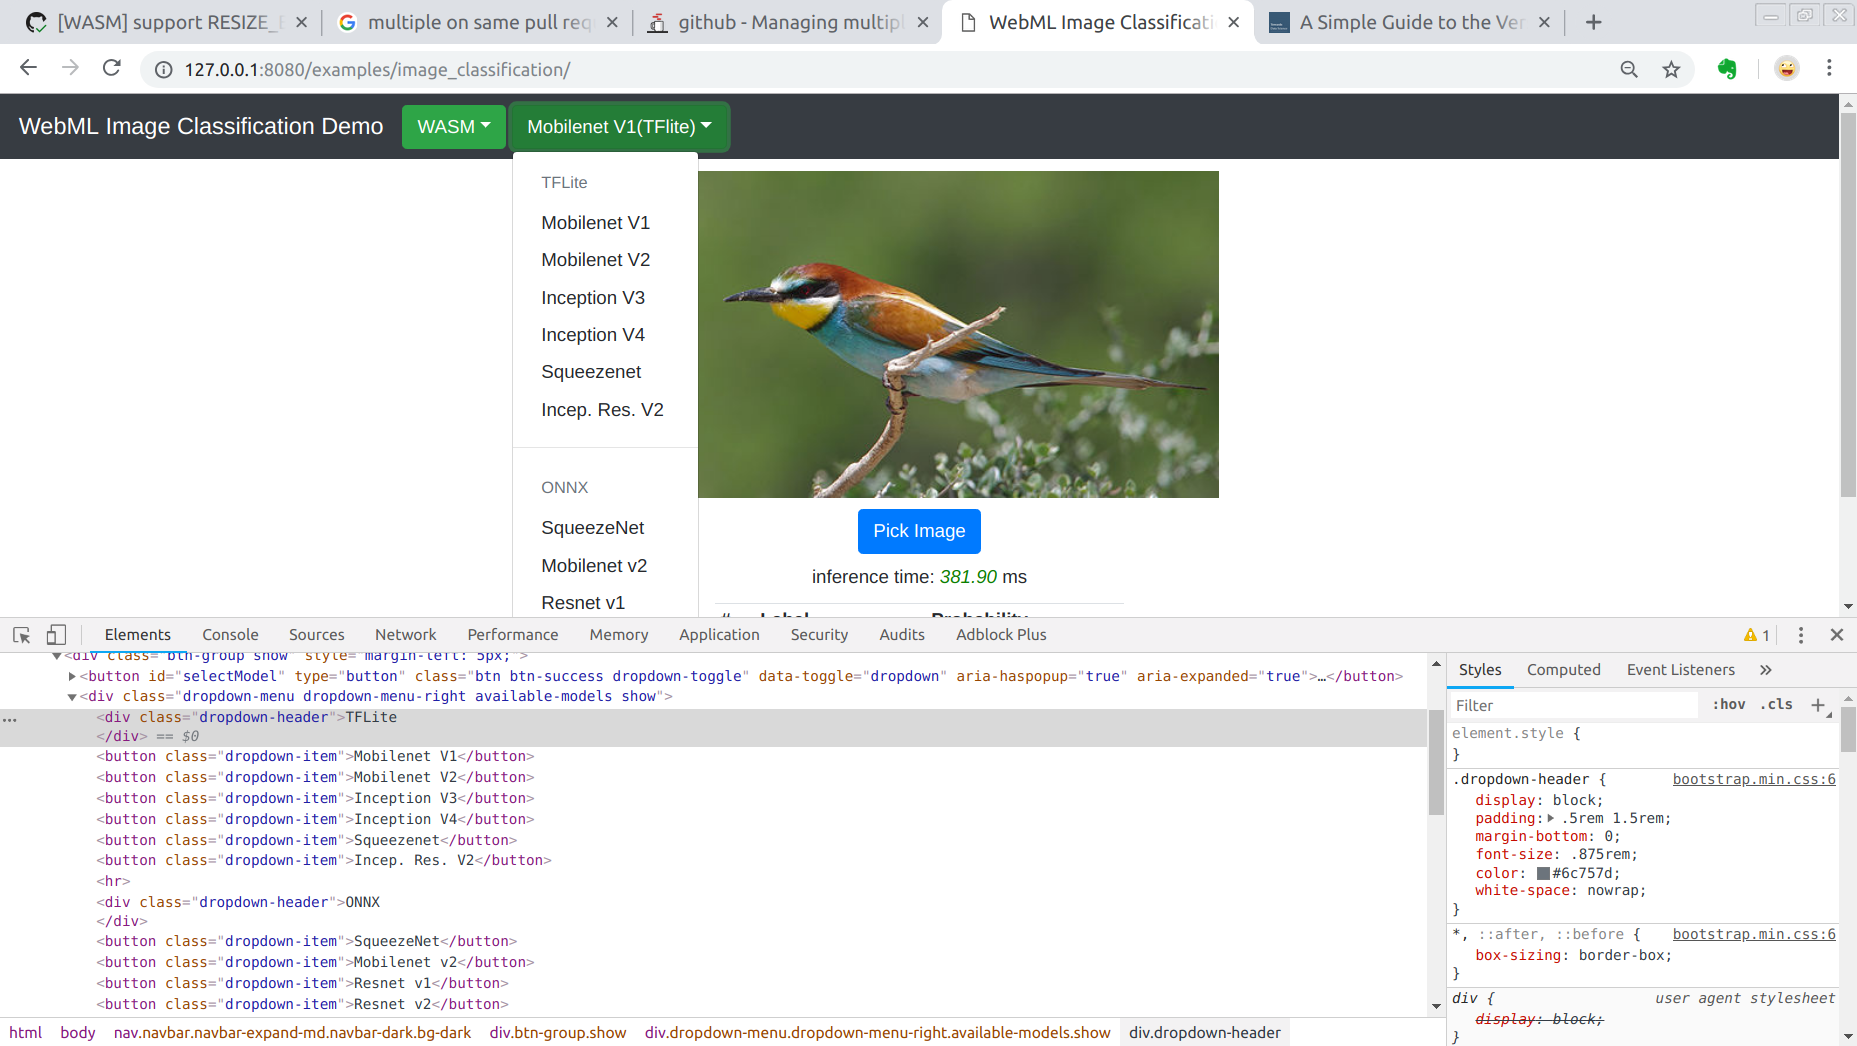 [WASM] support RESIZE_
multiple on same pull req
github - Managing multipl
WebML Image Classificati
A Simple Guide to the Ver
127.0.0.1:8080/examples/image_classification/
WebML Image Classification Demo
WASM
Mobilenet V1(TFlite)
TFLite
Mobilenet V1
Mobilenet V2
Inception V3
Inception V4
Squeezenet
Incep. Res. V2
ONNX
SqueezeNet
Mobilenet v2
Resnet v1
Pick Image
inference time: 381.90 ms
# Label Probability
Elements Console Sources Network Performance Memory Application Security Audits Adblock Plus 1
<div class="btn-group show" style="margin-left: 5px;">
<button id="selectModel" type="button" class="btn btn-success dropdown-toggle" data-toggle="dropdown" aria-haspopup="true" aria-expanded="true">…</button>
<div class="dropdown-menu dropdown-menu-right available-models show">
<div class="dropdown-header">TFLite
</div> == $0
<button class="dropdown-item">Mobilenet V1</button>
<button class="dropdown-item">Mobilenet V2</button>
<button class="dropdown-item">Inception V3</button>
<button class="dropdown-item">Inception V4</button>
<button class="dropdown-item">Squeezenet</button>
<button class="dropdown-item">Incep. Res. V2</button>
<hr>
<div class="dropdown-header">ONNX
</div>
<button class="dropdown-item">SqueezeNet</button>
<button class="dropdown-item">Mobilenet v2</button>
<button class="dropdown-item">Resnet v1</button>
<button class="dropdown-item">Resnet v2</button>
html body nav.navbar.navbar-expand-md.navbar-dark.bg-dark div.btn-group.show div.dropdown-menu.dropdown-menu-right.available-models.show div.dropdown-header
Styles Computed Event Listeners »
Filter :hov .cls +
element.style {
}
.dropdown-header { bootstrap.min.css:6
display: block;
padding: .5rem 1.5rem;
margin-bottom: 0;
font-size: .875rem;
color: #6c757d;
white-space: nowrap;
}
*, ::after, ::before { bootstrap.min.css:6
box-sizing: border-box;
}
div { user agent stylesheet
display: block;
}